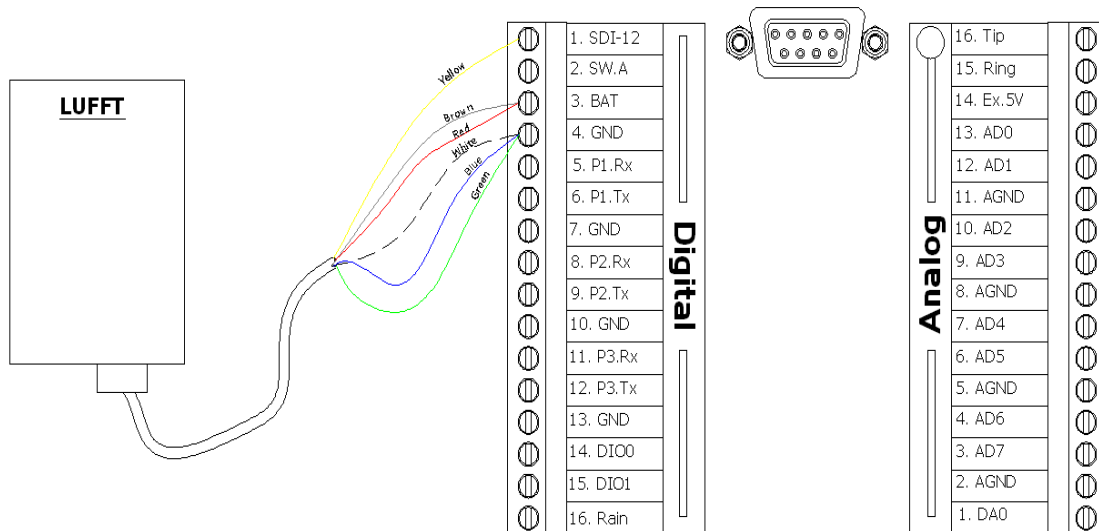 LUFFT
Yellow
Brown
Red
White
Blue
Green
1. SDI-12
2. SW.A
3. BAT
4. GND
5. P1.Rx
6. P1.Tx
7. GND
8. P2.Rx
9. P2.Tx
10. GND
11. P3.Rx
12. P3.Tx
13. GND
14. DIO0
15. DIO1
16. Rain
Digital
Analog
16. Tip
15. Ring
14. Ex.5V
13. AD0
12. AD1
11. AGND
10. AD2
9. AD3
8. AGND
7. AD4
6. AD5
5. AGND
4. AD6
3. AD7
2. AGND
1. DA0